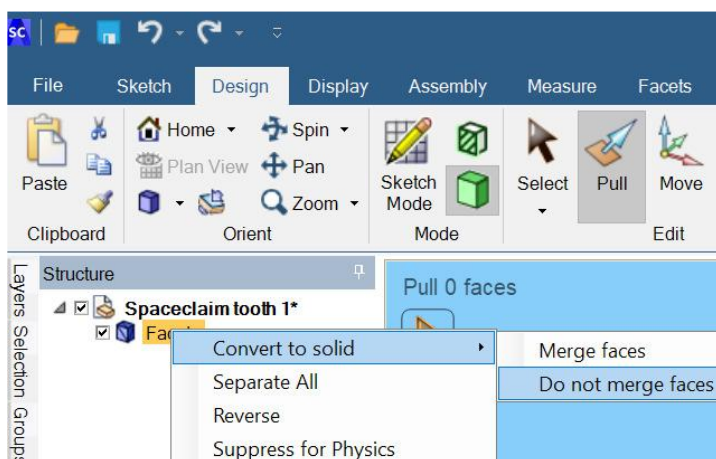 SC
File Sketch Design Display Assembly Measure Facets
Home Spin
Plan View Pan
Paste Sketch Mode Select Pull Move
Zoom
Clipboard Orient Mode Edit
Layers Selection Groups
Structure
Pull 0 faces
Spaceclaim tooth 1*
Convert to solid Merge faces
Separate All Do not merge faces
Reverse
Suppress for Physics